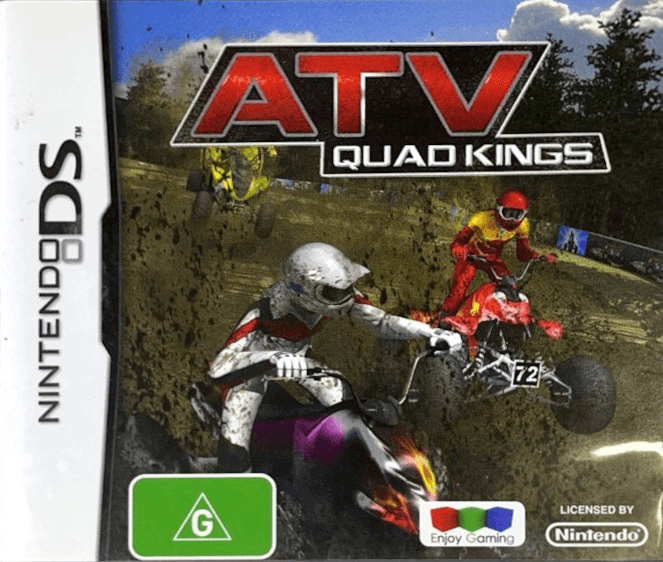 NINTENDO DS™
ATV
QUAD KINGS
72
G
Enjoy Gaming
LICENSED BY
Nintendo®